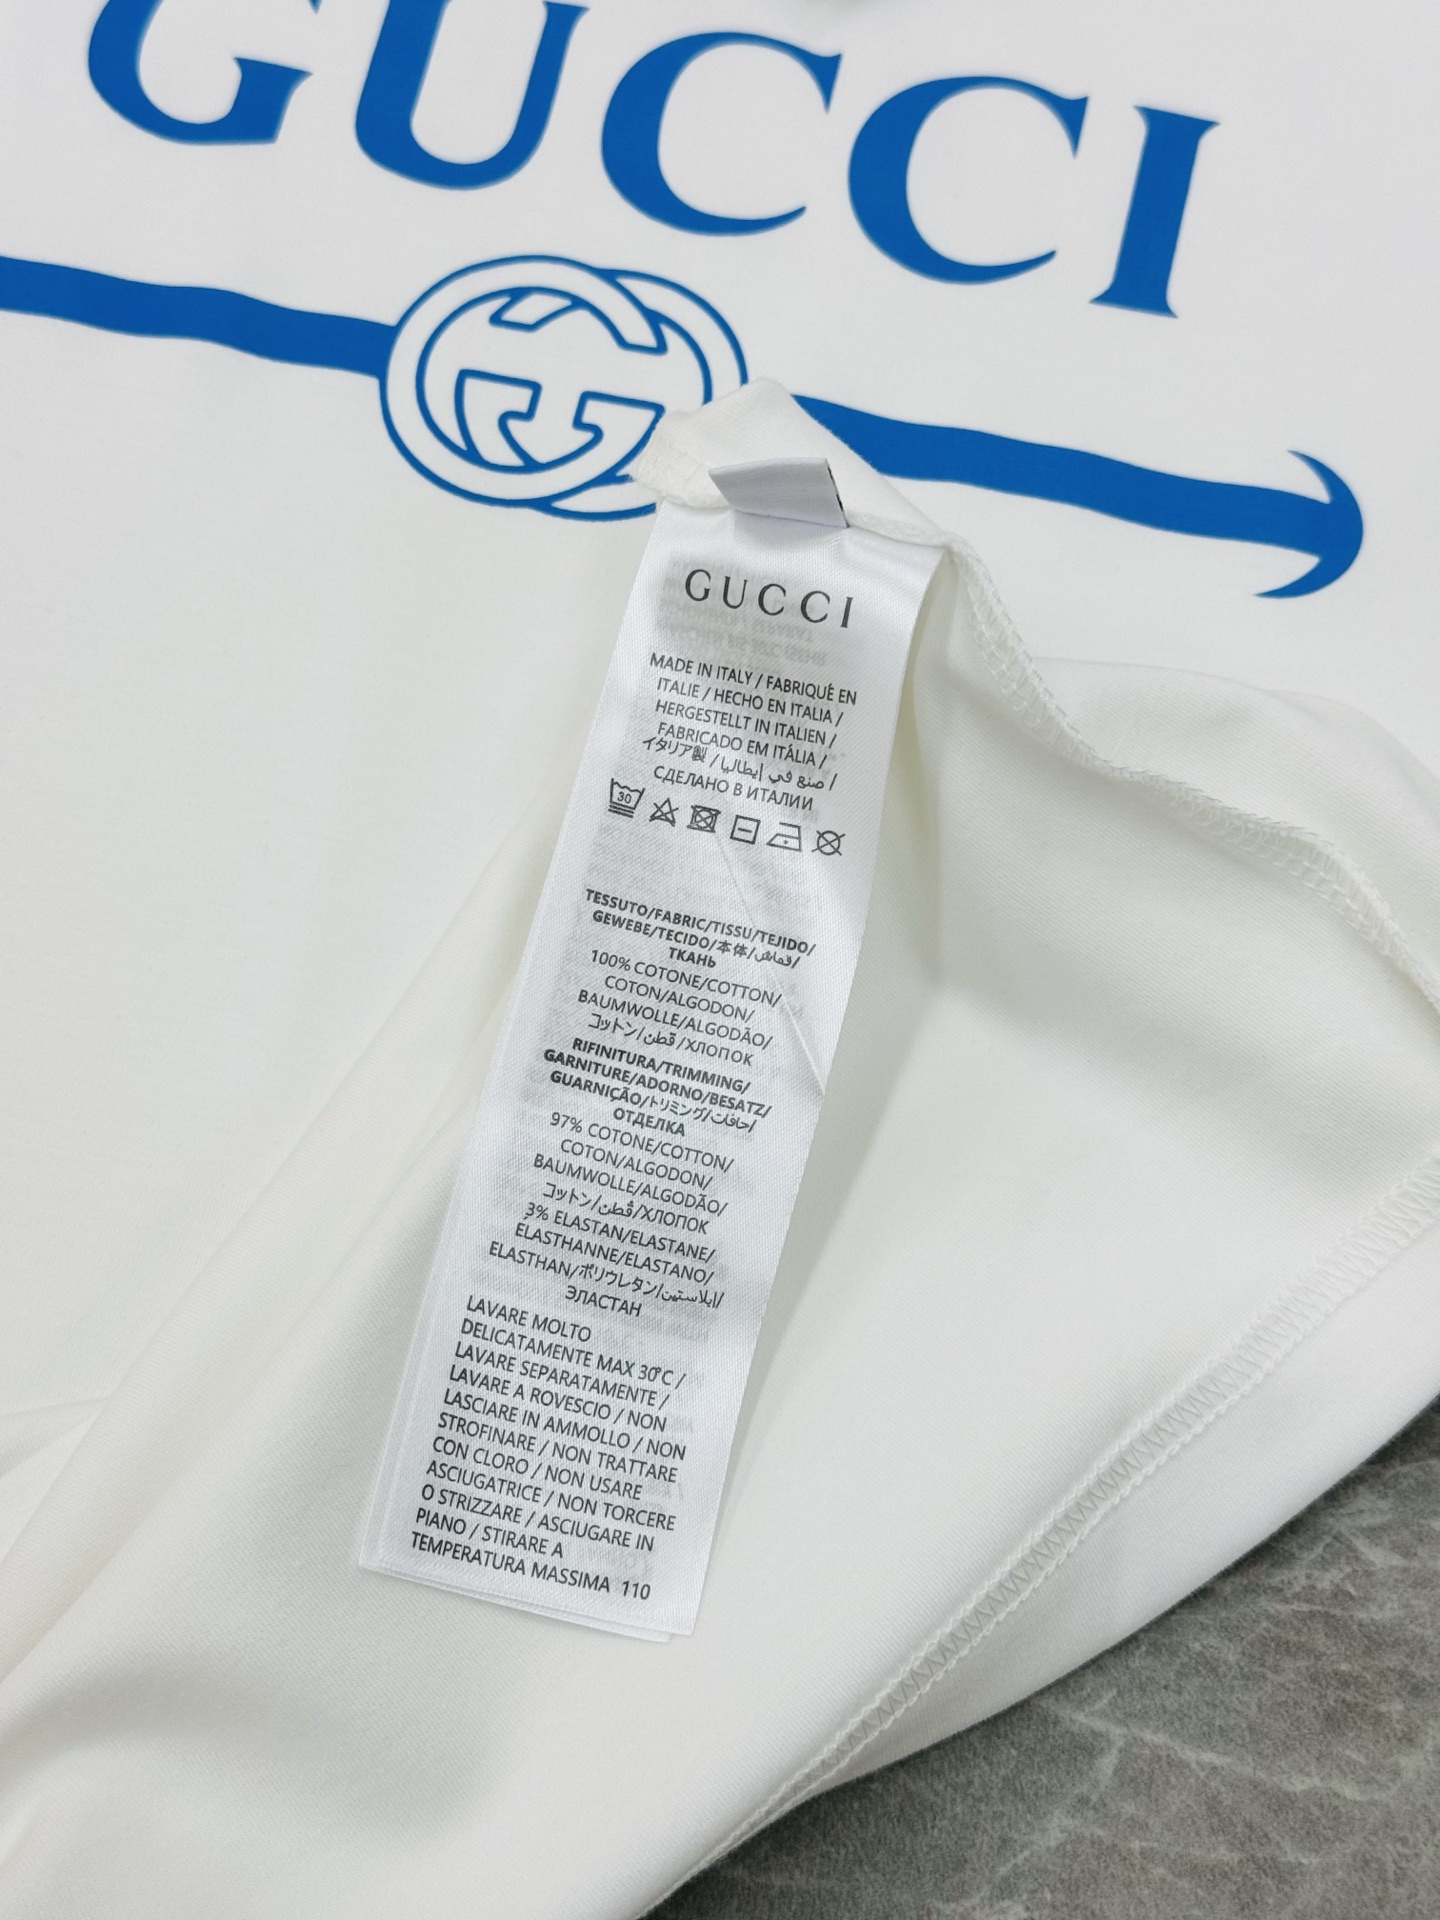 GUCCI
GUCCI
MADE IN ITALY / FABRIQUÉ EN
ITALIE / HECHO EN ITALIA /
HERGESTELLT IN ITALIEN /
FABRICADO EM ITÁLIA /
イタリア製 / صنع في إيطاليا /
СДЕЛАНО В ИТАЛИИ
30
TESSUTO/FABRIC/TISSU/TEJIDO/
GEWEBE/TECIDO/本体/قماش/
ТКАНЬ
100% COTONE/COTTON/
COTON/ALGODON/
BAUMWOLLE/ALGODÃO/
コットン/قطن/ХЛОПОК
RIFINITURA/TRIMMING/
GARNITURE/ADORNO/BESATZ/
GUARNIÇÃO/トリミング/حافات/
ОТДЕЛКА
97% COTONE/COTTON/
COTON/ALGODON/
BAUMWOLLE/ALGODÃO/
コットン/قطن/ХЛОПОК
3% ELASTAN/ELASTANE/
ÉLASTHANNE/ELASTANO/
ELASTHAN/ポリウレタン/إيلاستين/
ЭЛАСТАН
LAVARE MOLTO
DELICATAMENTE MAX 30°C /
LAVARE SEPARATAMENTE /
LAVARE A ROVESCIO / NON
LASCIARE IN AMMOLLO / NON
STROFINARE / NON TRATTARE
CON CLORO / NON USARE
ASCIUGATRICE / NON TORCERE
O STRIZZARE / ASCIUGARE IN
PIANO / STIRARE A
TEMPERATURA MASSIMA 110